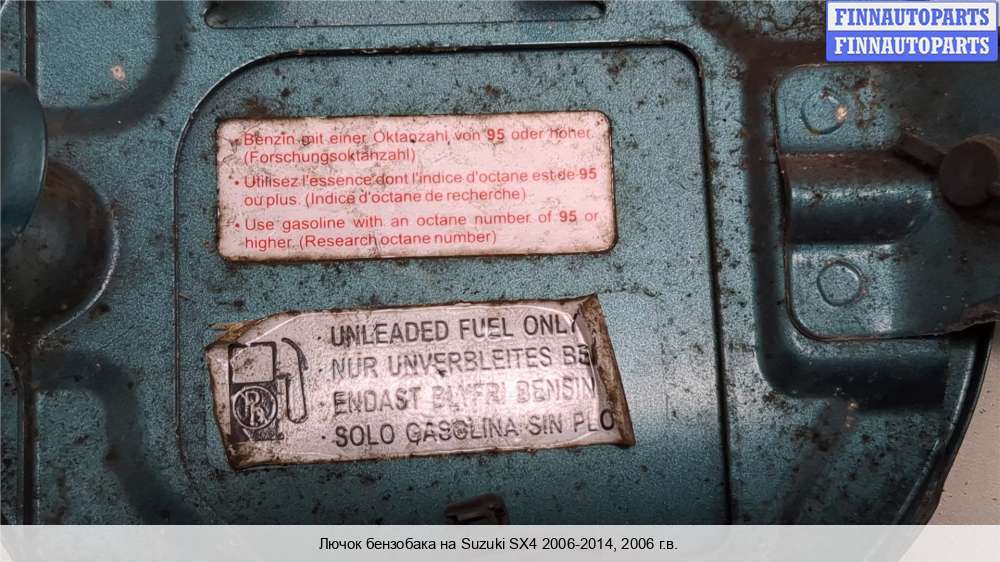 FINNAUTOPARTS
FINNAUTOPARTS
• Benzin mit einer Oktanzahl von 95 oder höher.
(Forschungsoktanzahl)
• Utilisez l'essence dont l'indice d'octane est de 95
ou plus. (Indice d'octane de recherche)
• Use gasoline with an octane number of 95 or
higher. (Research octane number)
· UNLEADED FUEL ONLY
· NUR UNVERBLEITES BE
· ENDAST BLYFRI BENSIN
· SOLO GASOLINA SIN PLO
Лючок бензобака на Suzuki SX4 2006-2014, 2006 г.в.